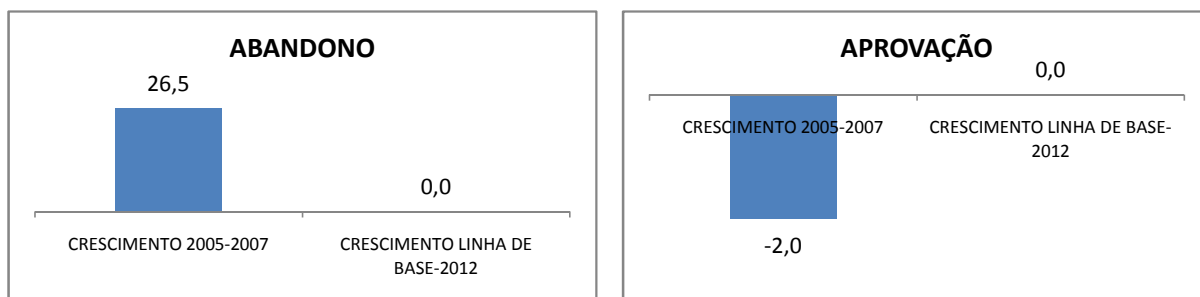 ABANDONO
26,5
0,0
CRESCIMENTO 2005-2007
CRESCIMENTO LINHA DE
BASE-2012
APROVAÇÃO
0,0
CRESCIMENTO 2005-2007
CRESCIMENTO LINHA DE BASE-
2012
-2,0